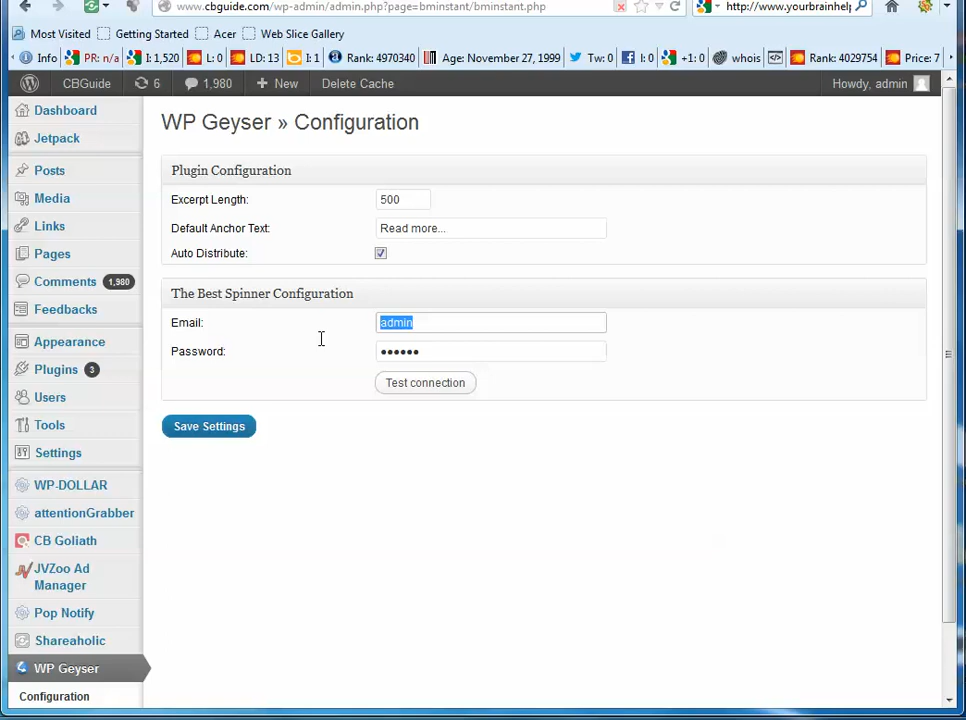 www.cbguide.com/wp-admin/admin.php?page=bminstant/bminstant.php
http://www.yourbrainhelp
Most Visited Getting Started Acer Web Slice Gallery
Info PR: n/a I: 1,520 L: 0 LD: 13 I: 1 Rank: 4970340 Age: November 27, 1999 Tw: 0 I: 0 +1: 0 whois Rank: 4029754 Price: 7
CBGuide 6 1,980 + New Delete Cache Howdy, admin
Dashboard
Jetpack
Posts
Media
Links
Pages
Comments 1,980
Feedbacks
Appearance
Plugins 3
Users
Tools
Settings
WP-DOLLAR
attentionGrabber
CB Goliath
JVZoo Ad
Manager
Pop Notify
Shareaholic
WP Geyser
Configuration
WP Geyser » Configuration
Plugin Configuration
Excerpt Length: 500
Default Anchor Text: Read more...
Auto Distribute:
The Best Spinner Configuration
Email: admin
Password: ••••••
Test connection
Save Settings